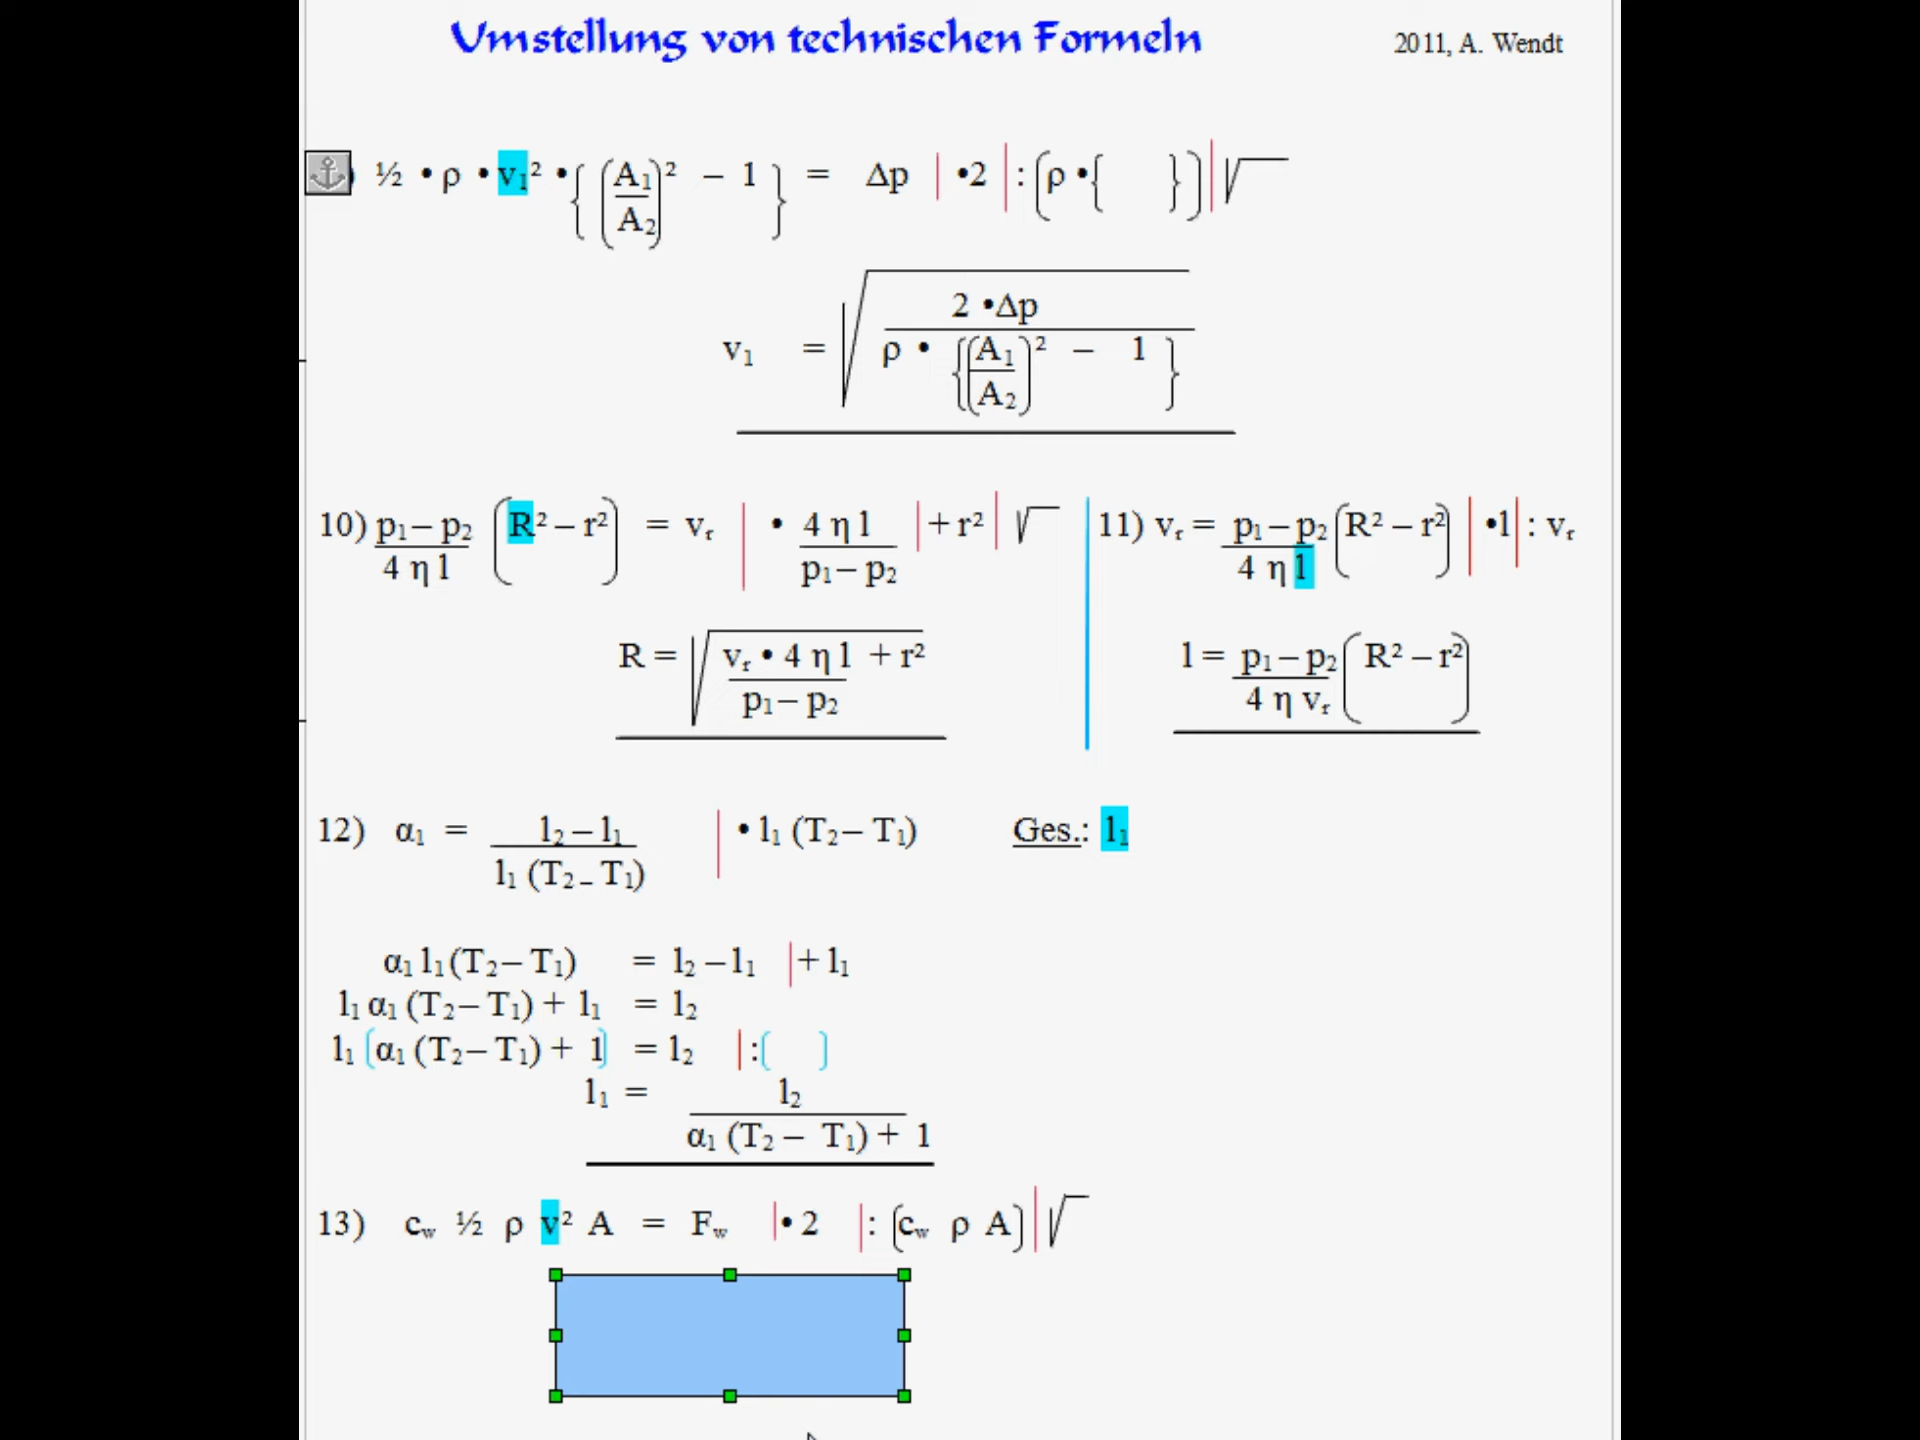 Umstellung von technischen Formeln 2011, A. Wendt
½ • ρ • v₁² • { (A₁/A₂)² – 1 } = Δp | •2 | : (ρ •{ }) | √
v₁ = √ 2 •Δp / ρ • {(A₁/A₂)² – 1 }
10) p₁– p₂ / 4 η l (R² – r²) = vᵣ | • 4 η l / p₁– p₂ | + r² | √
11) vᵣ = p₁– p₂ / 4 η l (R² – r²) | •l | : vᵣ
R = √ vᵣ • 4 η l / p₁– p₂ + r²
l = p₁– p₂ / 4 η vᵣ (R² – r²)
12) α₁ = l₂ – l₁ / l₁ (T₂ – T₁) | • l₁ (T₂– T₁) Ges.: l₁
α₁ l₁ (T₂– T₁) = l₂ – l₁ | + l₁
l₁ α₁ (T₂– T₁) + l₁ = l₂
l₁ (α₁ (T₂– T₁) + 1) = l₂ | :( )
l₁ = l₂ / α₁ (T₂ – T₁) + 1
13) c_w ½ ρ v² A = F_w | • 2 | : (c_w ρ A) | √